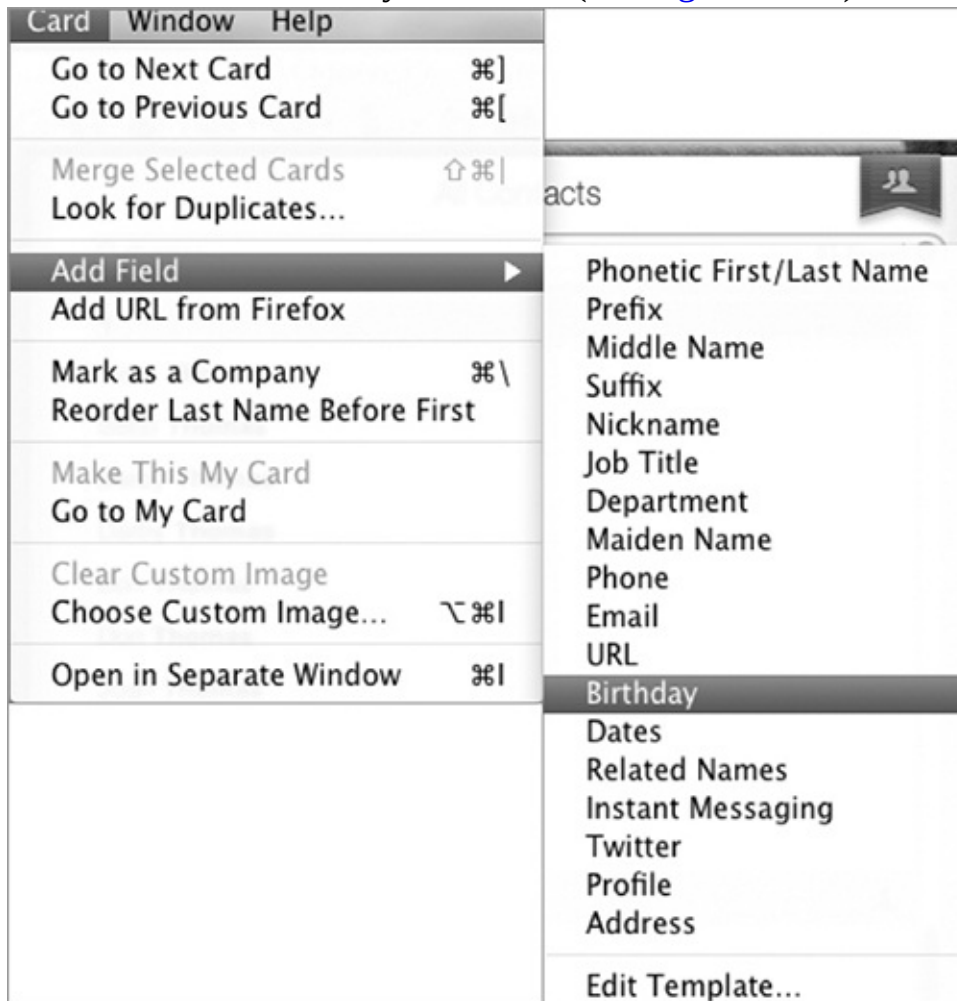 Card Window Help
Go to Next Card ⌘]
Go to Previous Card ⌘[
Merge Selected Cards ⇧⌘|
Look for Duplicates...
Add Field ▶
Add URL from Firefox
Mark as a Company ⌘\
Reorder Last Name Before First
Make This My Card
Go to My Card
Clear Custom Image
Choose Custom Image... ⌥⌘I
Open in Separate Window ⌘I
acts
Phonetic First/Last Name
Prefix
Middle Name
Suffix
Nickname
Job Title
Department
Maiden Name
Phone
Email
URL
Birthday
Dates
Related Names
Instant Messaging
Twitter
Profile
Address
Edit Template...